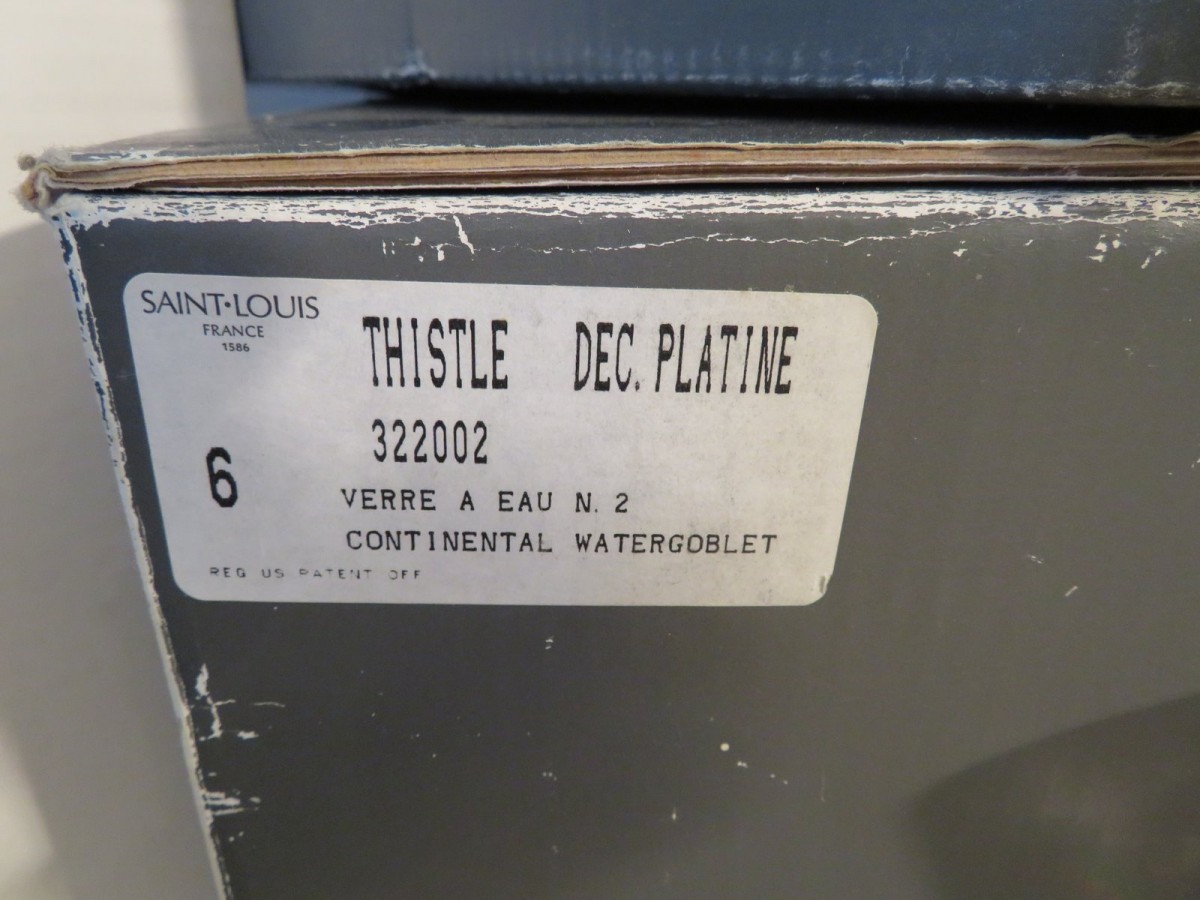 SAINT·LOUIS
FRANCE
1586
THISTLE DEC. PLATINE
322002
6
VERRE A EAU N. 2
CONTINENTAL WATERGOBLET
REG US PATENT OFF